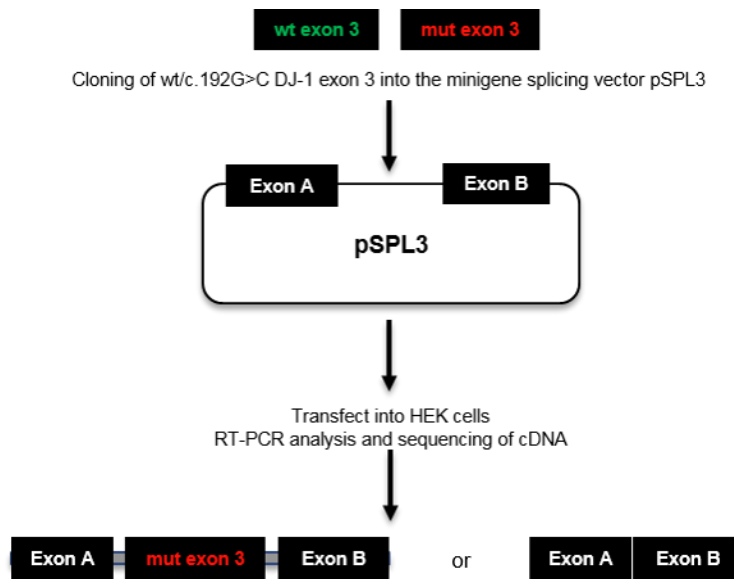 wt exon 3 mut exon 3
Cloning of wt/c.192G>C DJ-1 exon 3 into the minigene splicing vector pSPL3
Exon A Exon B
pSPL3
Transfect into HEK cells
RT-PCR analysis and sequencing of cDNA
Exon A mut exon 3 Exon B or Exon A Exon B